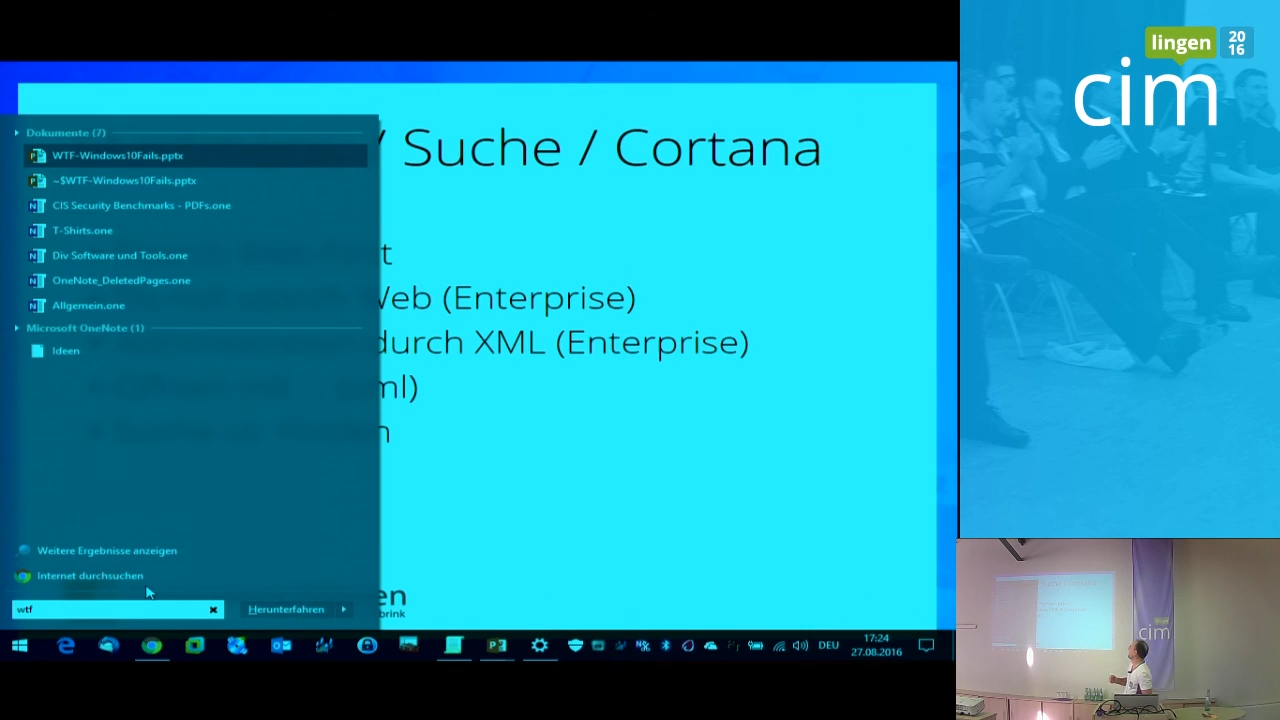 Dokumente (7)
WTF-Windows10Fails.pptx
~$WTF-Windows10Fails.pptx
CIS Security Benchmarks - PDFs.one
T-Shirts.one
Div Software und Tools.one
OneNote_DeletedPages.one
Allgemein.one
Microsoft OneNote (1)
Ideen
Weitere Ergebnisse anzeigen
Internet durchsuchen
wtf
Herunterfahren
/ Suche / Cortana
Web (Enterprise)
durch XML (Enterprise)
DEU
17:24
27.08.2016
lingen
20
16
cim
cim